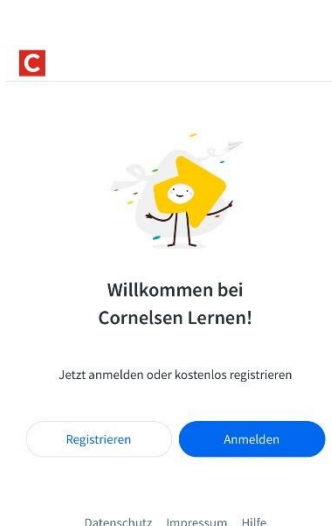 C
Willkommen bei
Cornelsen Lernen!
Jetzt anmelden oder kostenlos registrieren
Registrieren Anmelden
Datenschutz Impressum Hilfe